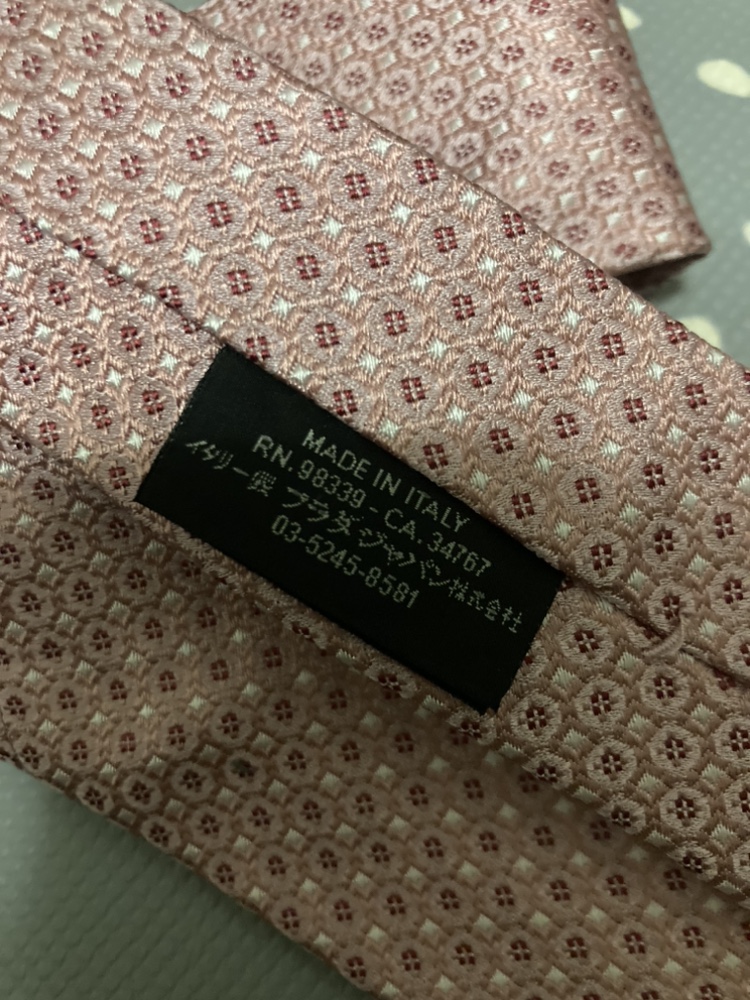 MADE IN ITALY
RN. 98339 - CA. 34767
イタリー製 プラダ ジャパン株式会社
03-5245-8581